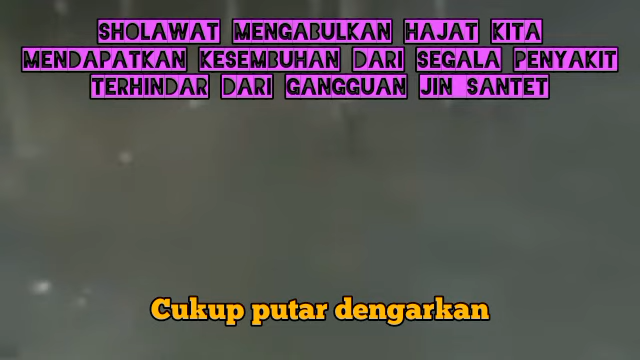 SHOLAWAT MENGABULKAN HAJAT KITA
MENDAPATKAN KESEMBUHAN DARI SEGALA PENYAKIT
TERHINDAR DARI GANGGUAN JIN SANTET
Cukup putar dengarkan